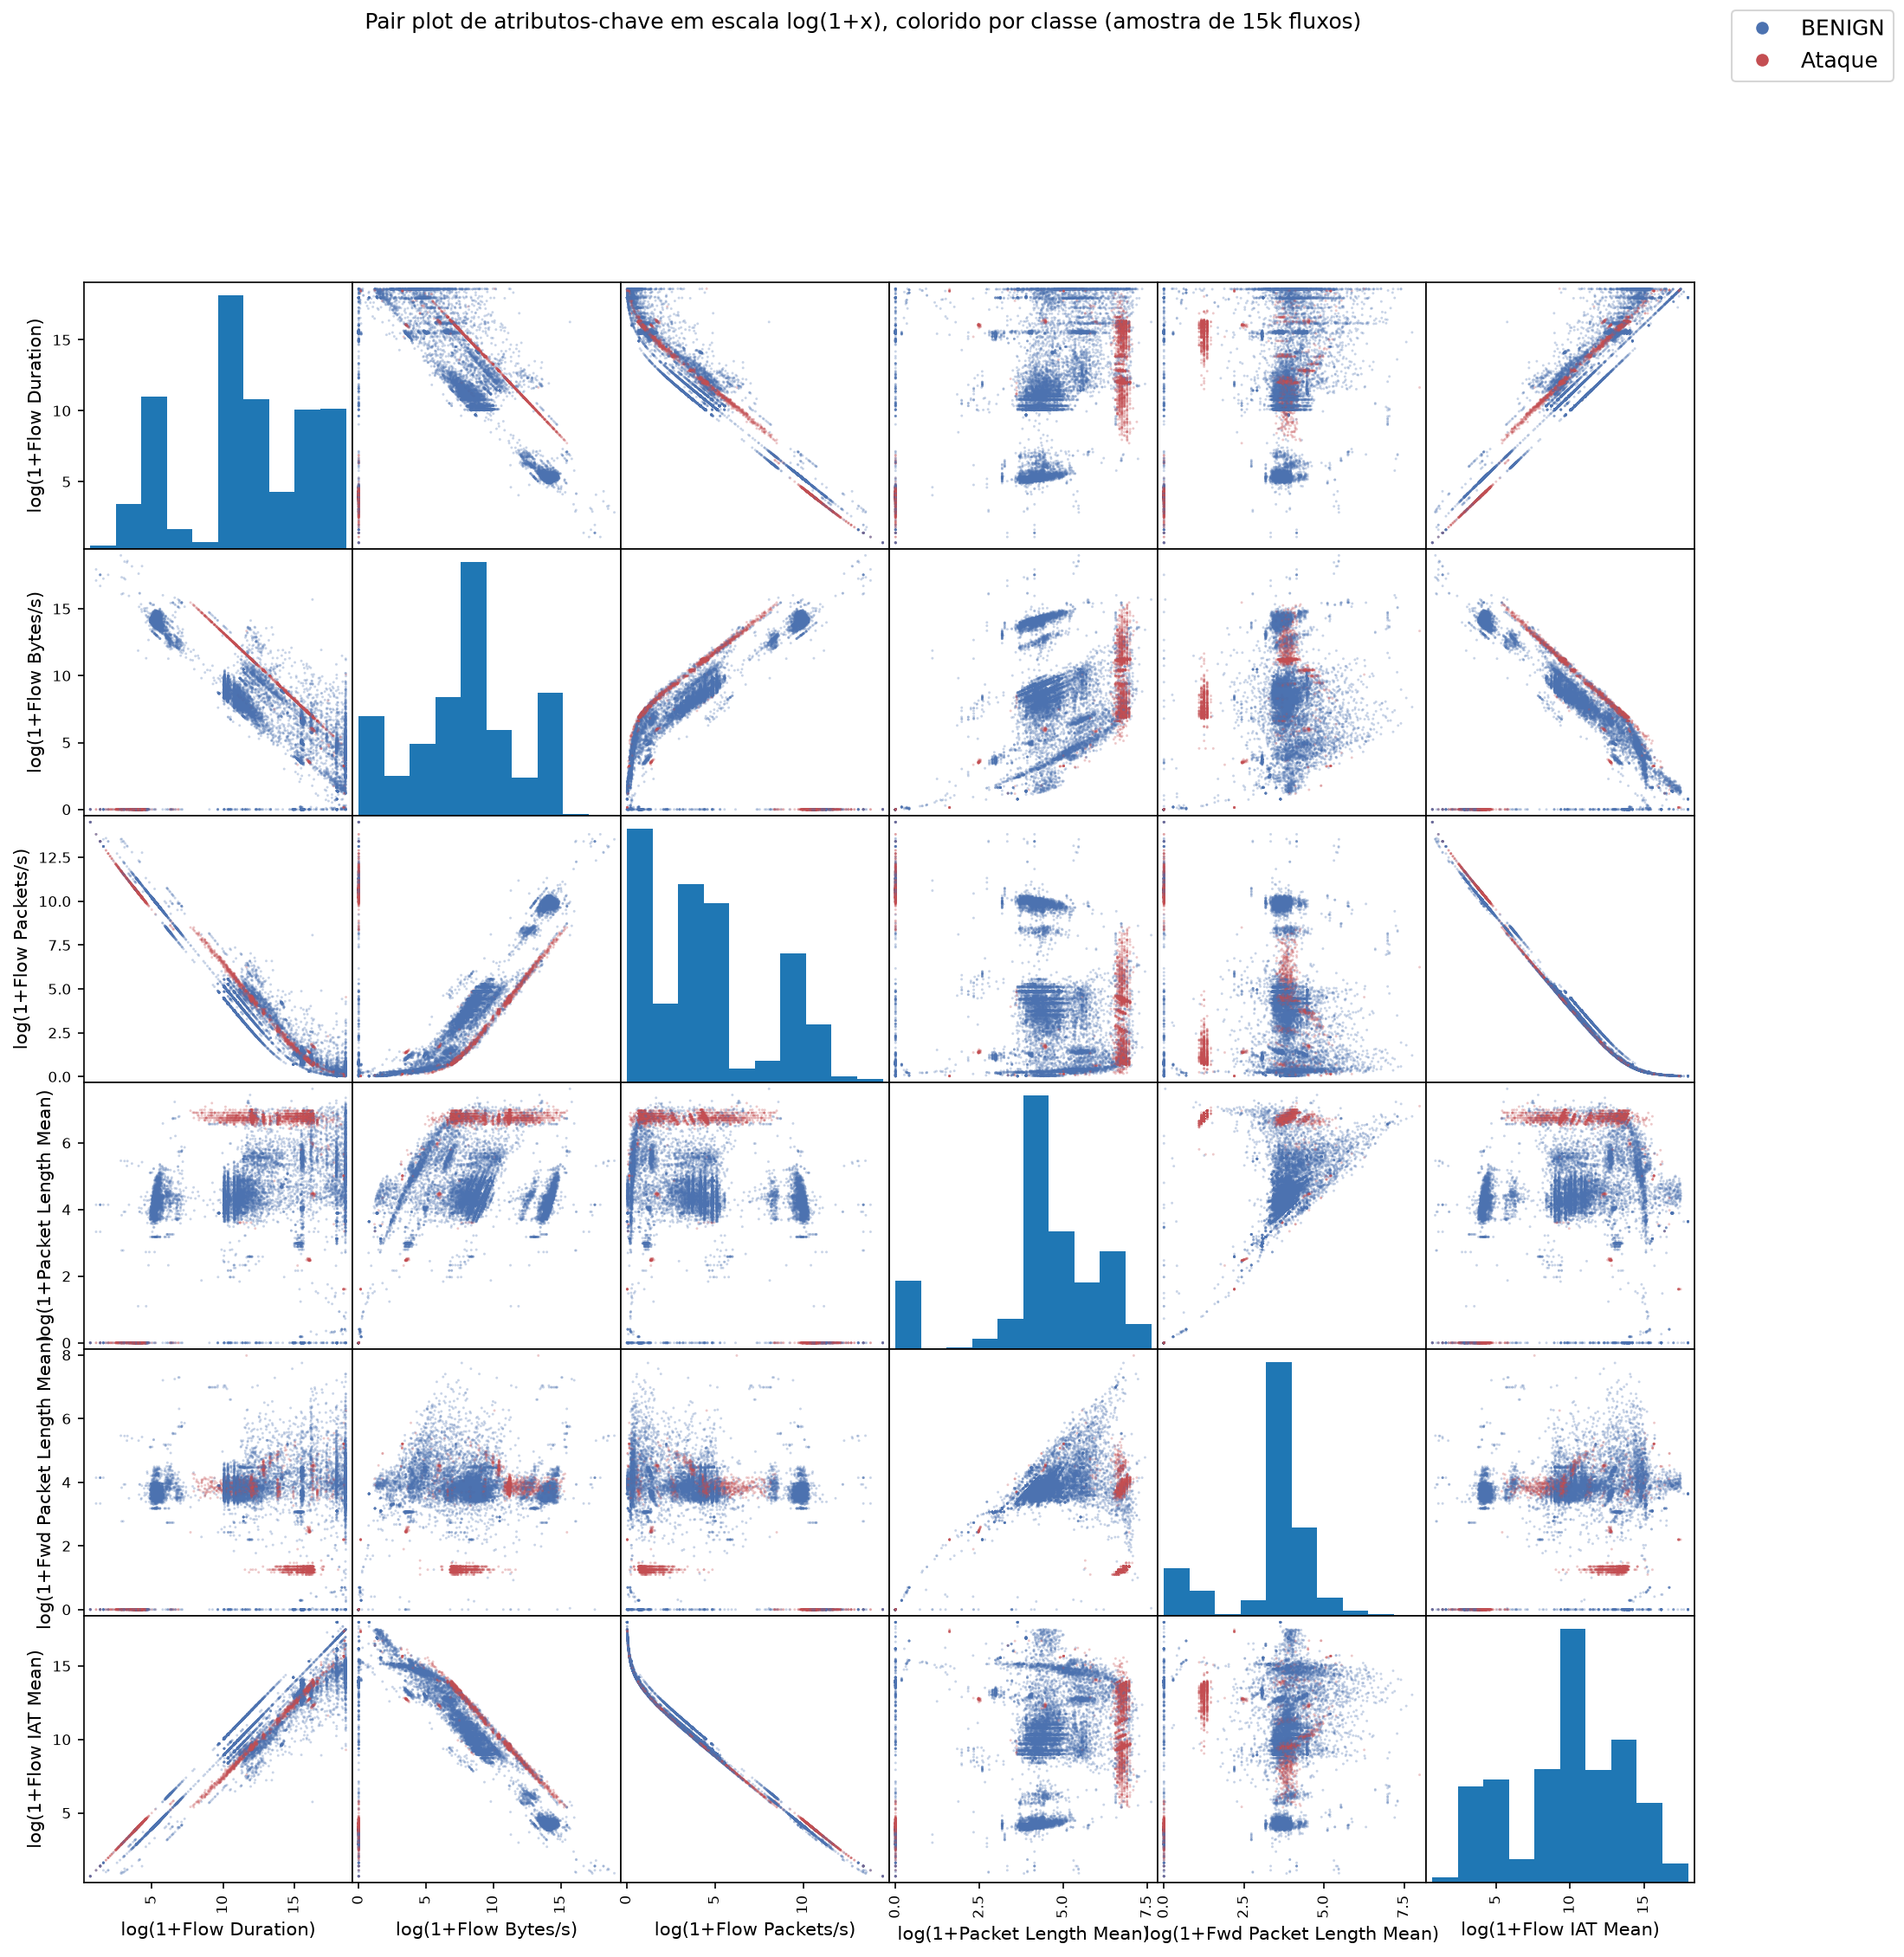 Pair plot de atributos-chave em escala log(1+x), colorido por classe (amostra de 15k fluxos)
BENIGN
Ataque
log(1+Flow Duration)
15
10
5
log(1+Flow Bytes/s)
15
10
5
0
log(1+Flow Packets/s)
12.5
10.0
7.5
5.0
2.5
0.0
log(1+Packet Length Mean)
6
4
2
0
log(1+Fwd Packet Length Mean)
8
6
4
2
0
log(1+Flow IAT Mean)
15
10
5
5 10 15
0 5 10 15
0 5 10
0.0 2.5 5.0 7.5
0.0 2.5 5.0 7.5
5 10 15
log(1+Flow Duration)
log(1+Flow Bytes/s)
log(1+Flow Packets/s)
log(1+Packet Length Mean)
log(1+Fwd Packet Length Mean)
log(1+Flow IAT Mean)